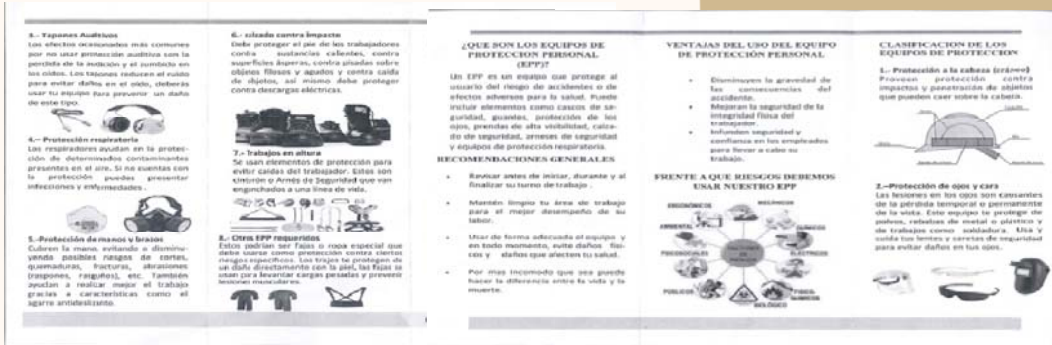 3.- Tapones Auditivos
Los efectos ocasionados más comunes
por no usar protección auditiva son la
perdida de la audición y el zumbido en
los oídos. Los tapones reducen el ruido
para evitar daños en el oído, deberás
usar tu equipo para prevenir un daño
de este tipo.
4.- Protección respiratoria
Los respiradores ayudan en la protec-
ción de determinados contaminantes
presentes en el aire. Si no cuentas con
la protección puedes presentar
infecciones y enfermedades.
5.-Protección de manos y brazos
Cubren la mano, evitando o disminu-
yendo posibles riesgos de cortes,
quemaduras, fracturas, abrasiones
(raspones, rasguños), etc. También
ayudan a realizar mejor el trabajo
gracias a características como el
agarre antideslizante.
6.- calzado contra Impacto
Debe proteger el pie de los trabajadores
contra sustancias calientes, contra
superficies ásperas, contra pisadas sobre
objetos filosos y agudos y contra caída
de objetos, así mismo debe proteger
contra descargas eléctricas.
7.- Trabajos en altura
Se usan elementos de protección para
evitar caídas del trabajador. Estos son
cinturón o Arnés de Seguridad que van
enganchados a una línea de vida.
8.- Otros EPP requeridos
Estos podrían ser fajas o ropa especial que
debe usarse como protección contra ciertos
riesgos específicos. Los trajes te protegen de
un daño directamente con la piel, las fajas se
usan para levantar cargas pesadas y prevenir
lesiones musculares.
¿QUE SON LOS EQUIPOS DE
PROTECCION PERSONAL
(EPP)?
Un EPP es un equipo que protege al
usuario del riesgo de accidentes o de
efectos adversos para la salud. Puede
incluir elementos como cascos de se-
guridad, guantes, protección de los
ojos, prendas de alta visibilidad, calza-
do de seguridad, arneses de seguridad
y equipos de protección respiratoria.
RECOMENDACIONES GENERALES
• Revisar antes de iniciar, durante y al
finalizar su turno de trabajo .
• Mantén limpio tu área de trabajo
para el mejor desempeño de su
labor.
• Usar de forma adecuada el equipo y
en todo momento, evite daños físi-
cos y daños que afecten tu salud.
• Por mas incomodo que sea puede
hacer la diferencia entre la vida y la
muerte.
VENTAJAS DEL USO DEL EQUIPO
DE PROTECCIÓN PERSONAL
• Disminuyen la gravedad de
las consecuencias del
accidente.
• Mejoran la seguridad de la
integridad física del
trabajador.
• Infunden seguridad y
confianza en los empleados
para llevar a cabo su
trabajo.
FRENTE A QUE RIESGOS DEBEMOS
USAR NUESTRO EPP
ERGONÓMICOS
MECÁNICOS
AMBIENTAL
QUÍMICOS
PSICOSOCIALES
ELÉCTRICOS
PÚBLICOS
FÍSICO-
QUÍMICOS
BIOLÓGICO
CLASIFICACION DE LOS
EQUIPOS DE PROTECCION
1.- Protección a la cabeza (cráneo)
Proveen protección contra
impactos y penetración de objetos
que pueden caer sobre la cabeza.
2.-Protección de ojos y cara
Las lesiones en los ojos son causantes
de la pérdida temporal o permanente
de la vista. Este equipo te protege de
polvos, rebabas de metal o plástico y
de trabajos como soldadura. Usa y
cuida tus lentes y caretas de seguridad
para evitar daños en tus ojos.